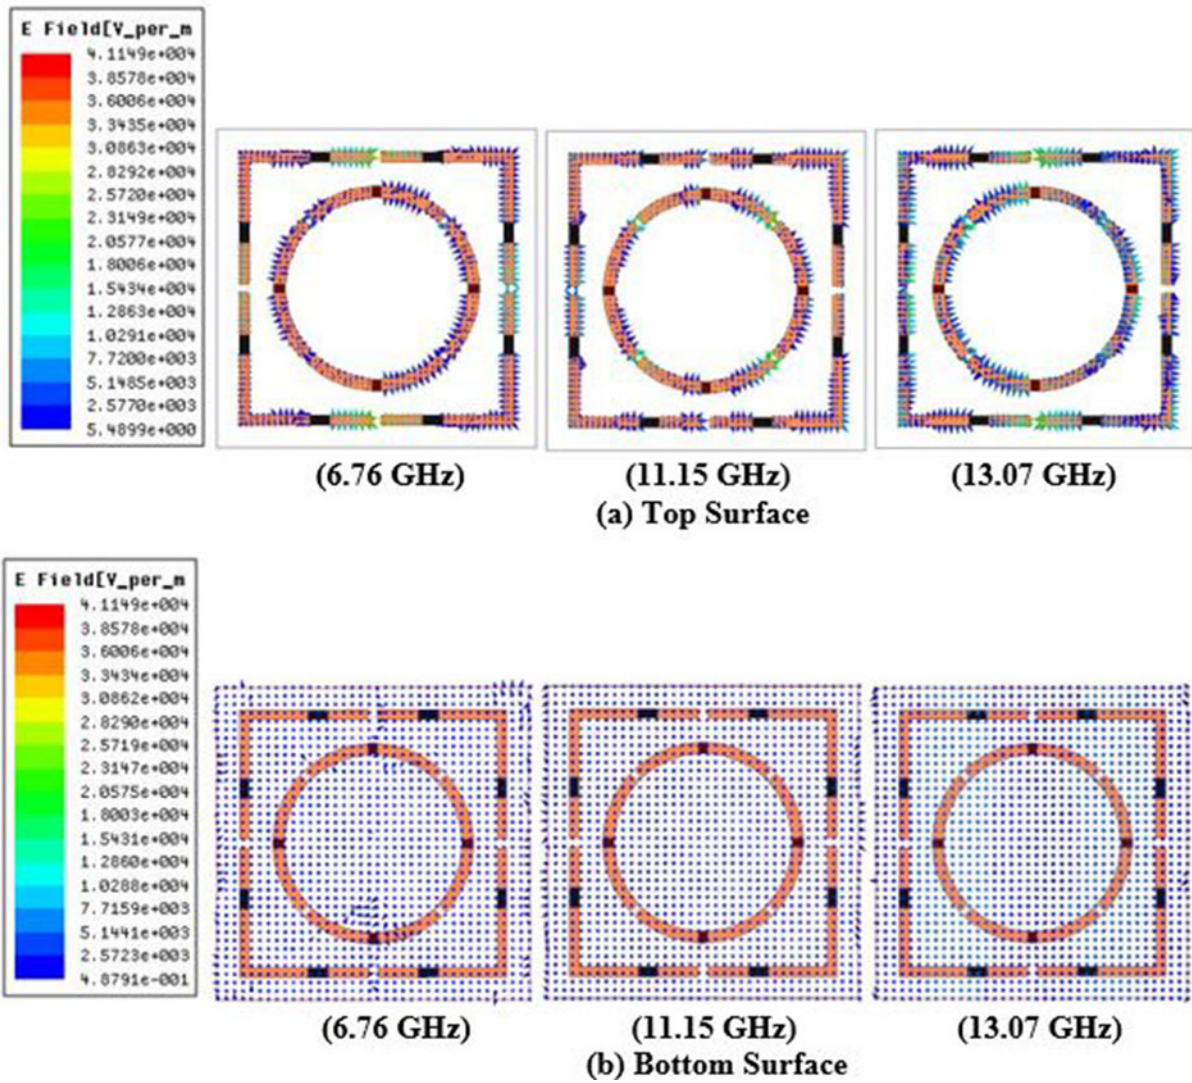 E Field[V_per_m
4.1149e+004
3.8578e+004
3.6006e+004
3.3435e+004
3.0863e+004
2.8292e+004
2.5720e+004
2.3149e+004
2.0577e+004
1.8006e+004
1.5434e+004
1.2863e+004
1.0291e+004
7.7200e+003
5.1485e+003
2.5770e+003
5.4899e+000
(6.76 GHz) (11.15 GHz) (13.07 GHz)
(a) Top Surface
E Field[V_per_m
4.1149e+004
3.8578e+004
3.6006e+004
3.3434e+004
3.0862e+004
2.8290e+004
2.5719e+004
2.3147e+004
2.0575e+004
1.8003e+004
1.5431e+004
1.2860e+004
1.0288e+004
7.7159e+003
5.1441e+003
2.5723e+003
4.8791e-001
(6.76 GHz) (11.15 GHz) (13.07 GHz)
(b) Bottom Surface